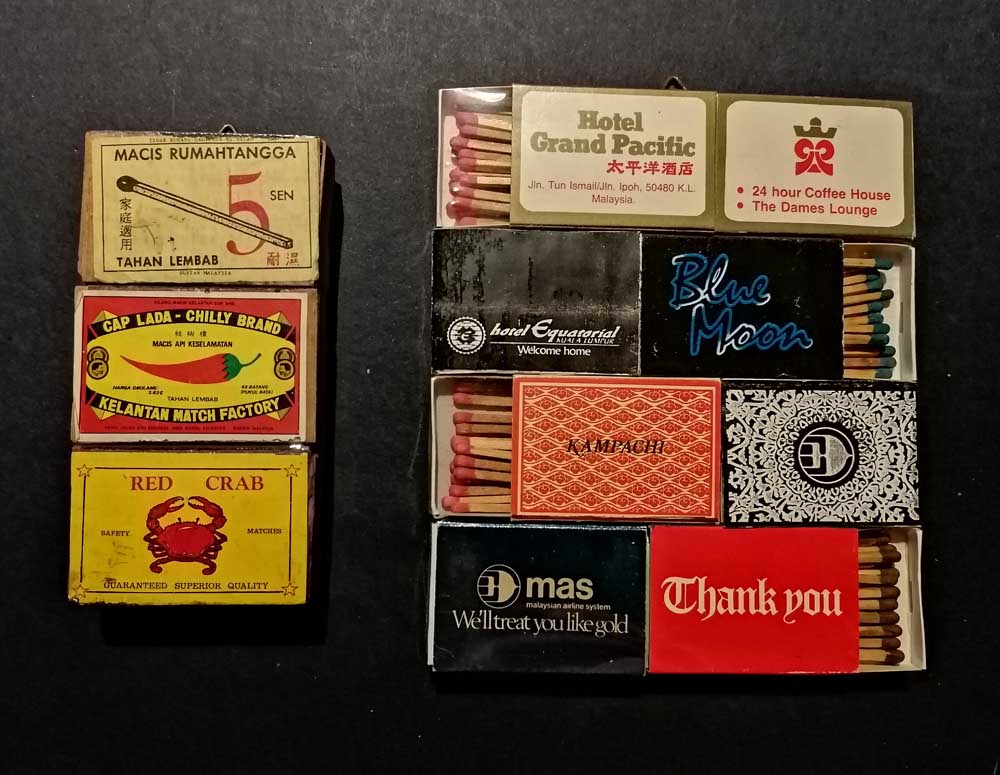 MACIS RUMAHTANGGA
5 SEN
家庭適用
TAHAN LEMBAB
耐濕
BUATAN MALAYSIA
CAP LADA - CHILLY BRAND
MACIS API KESELAMATAN
TAHAN LEMBAB
KELANTAN MATCH FACTORY
RED CRAB
SAFETY MATCHES
GUARANTEED SUPERIOR QUALITY
Hotel
Grand Pacific
太平洋酒店
Jln. Tun Ismail/Jln. Ipoh, 50480 K.L.
Malaysia.
• 24 hour Coffee House
• The Dames Lounge
hotel Equatorial
KUALA LUMPUR
Welcome home
Blue
Moon
KAMPACHI
mas
malaysian airline system
We'll treat you like gold
Thank you